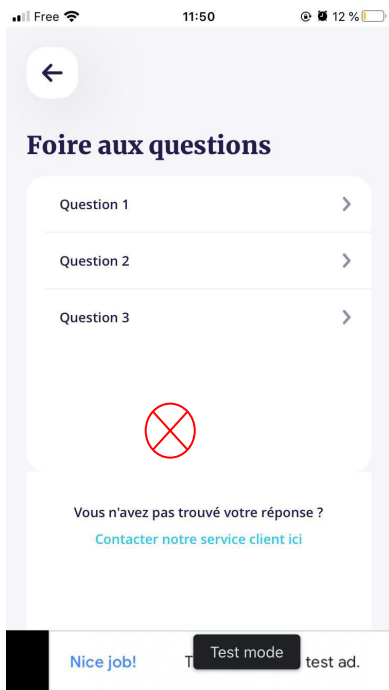 Free 11:50 12 %
Foire aux questions
Question 1
Question 2
Question 3
Vous n'avez pas trouvé votre réponse ?
Contacter notre service client ici
Nice job! Test mode test ad.